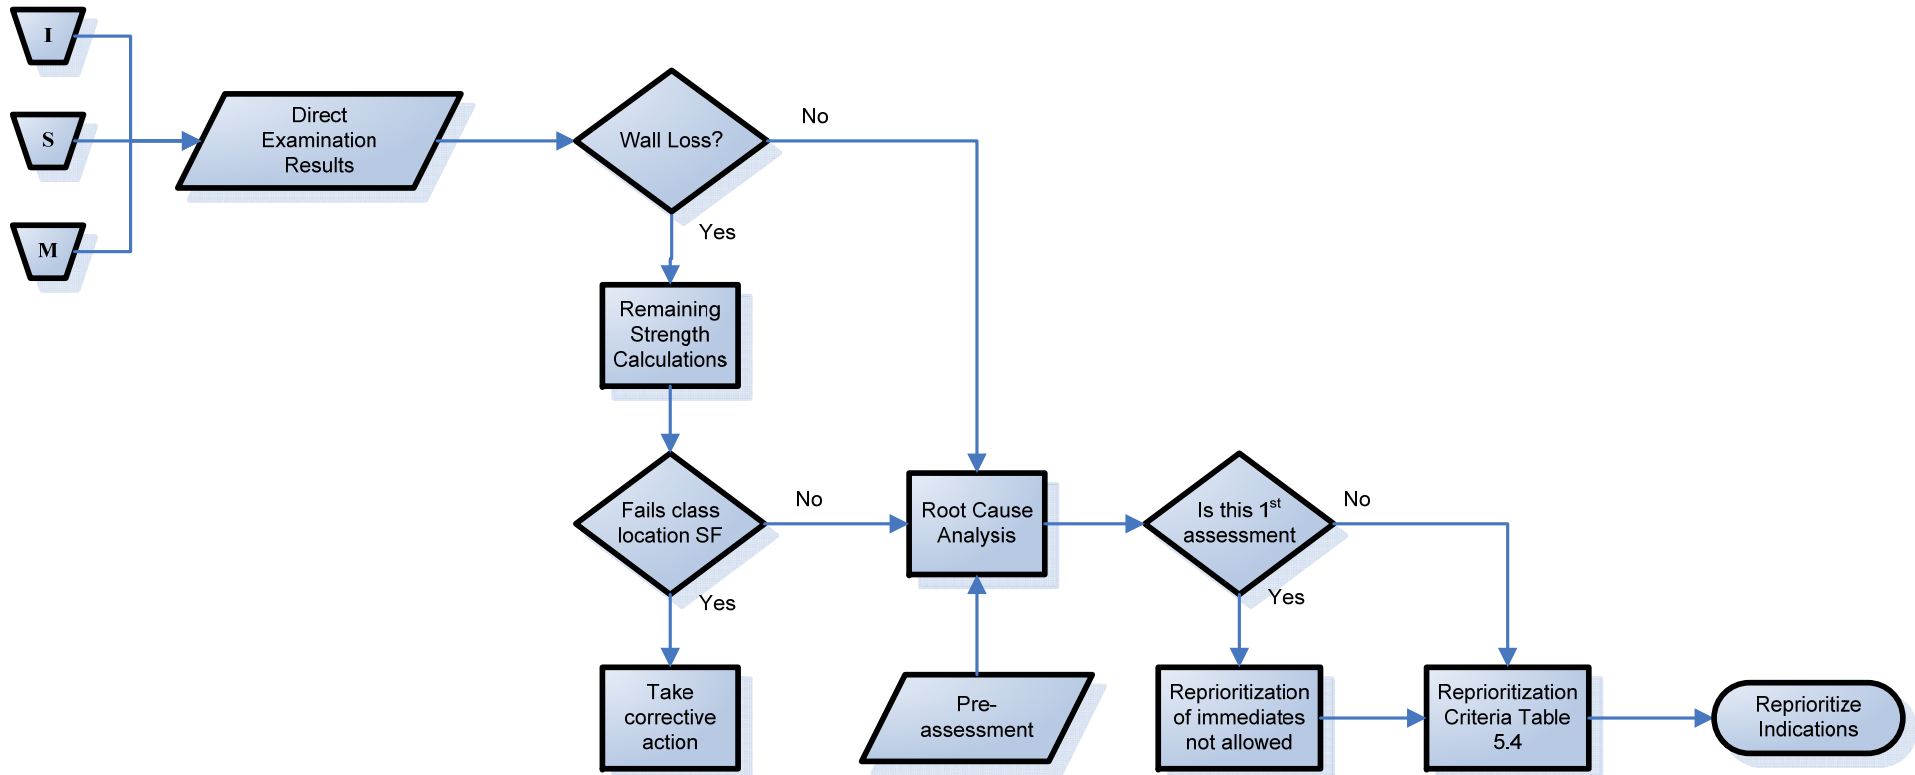 I
S
M
Direct
Examination
Results
Wall Loss?
No
Yes
Remaining
Strength
Calculations
Fails class
location SF
No
Yes
Take
corrective
action
Root Cause
Analysis
Pre-
assessment
Is this 1st
assessment
No
Yes
Reprioritization
of immediates
not allowed
Reprioritization
Criteria Table
5.4
Reprioritize
Indications